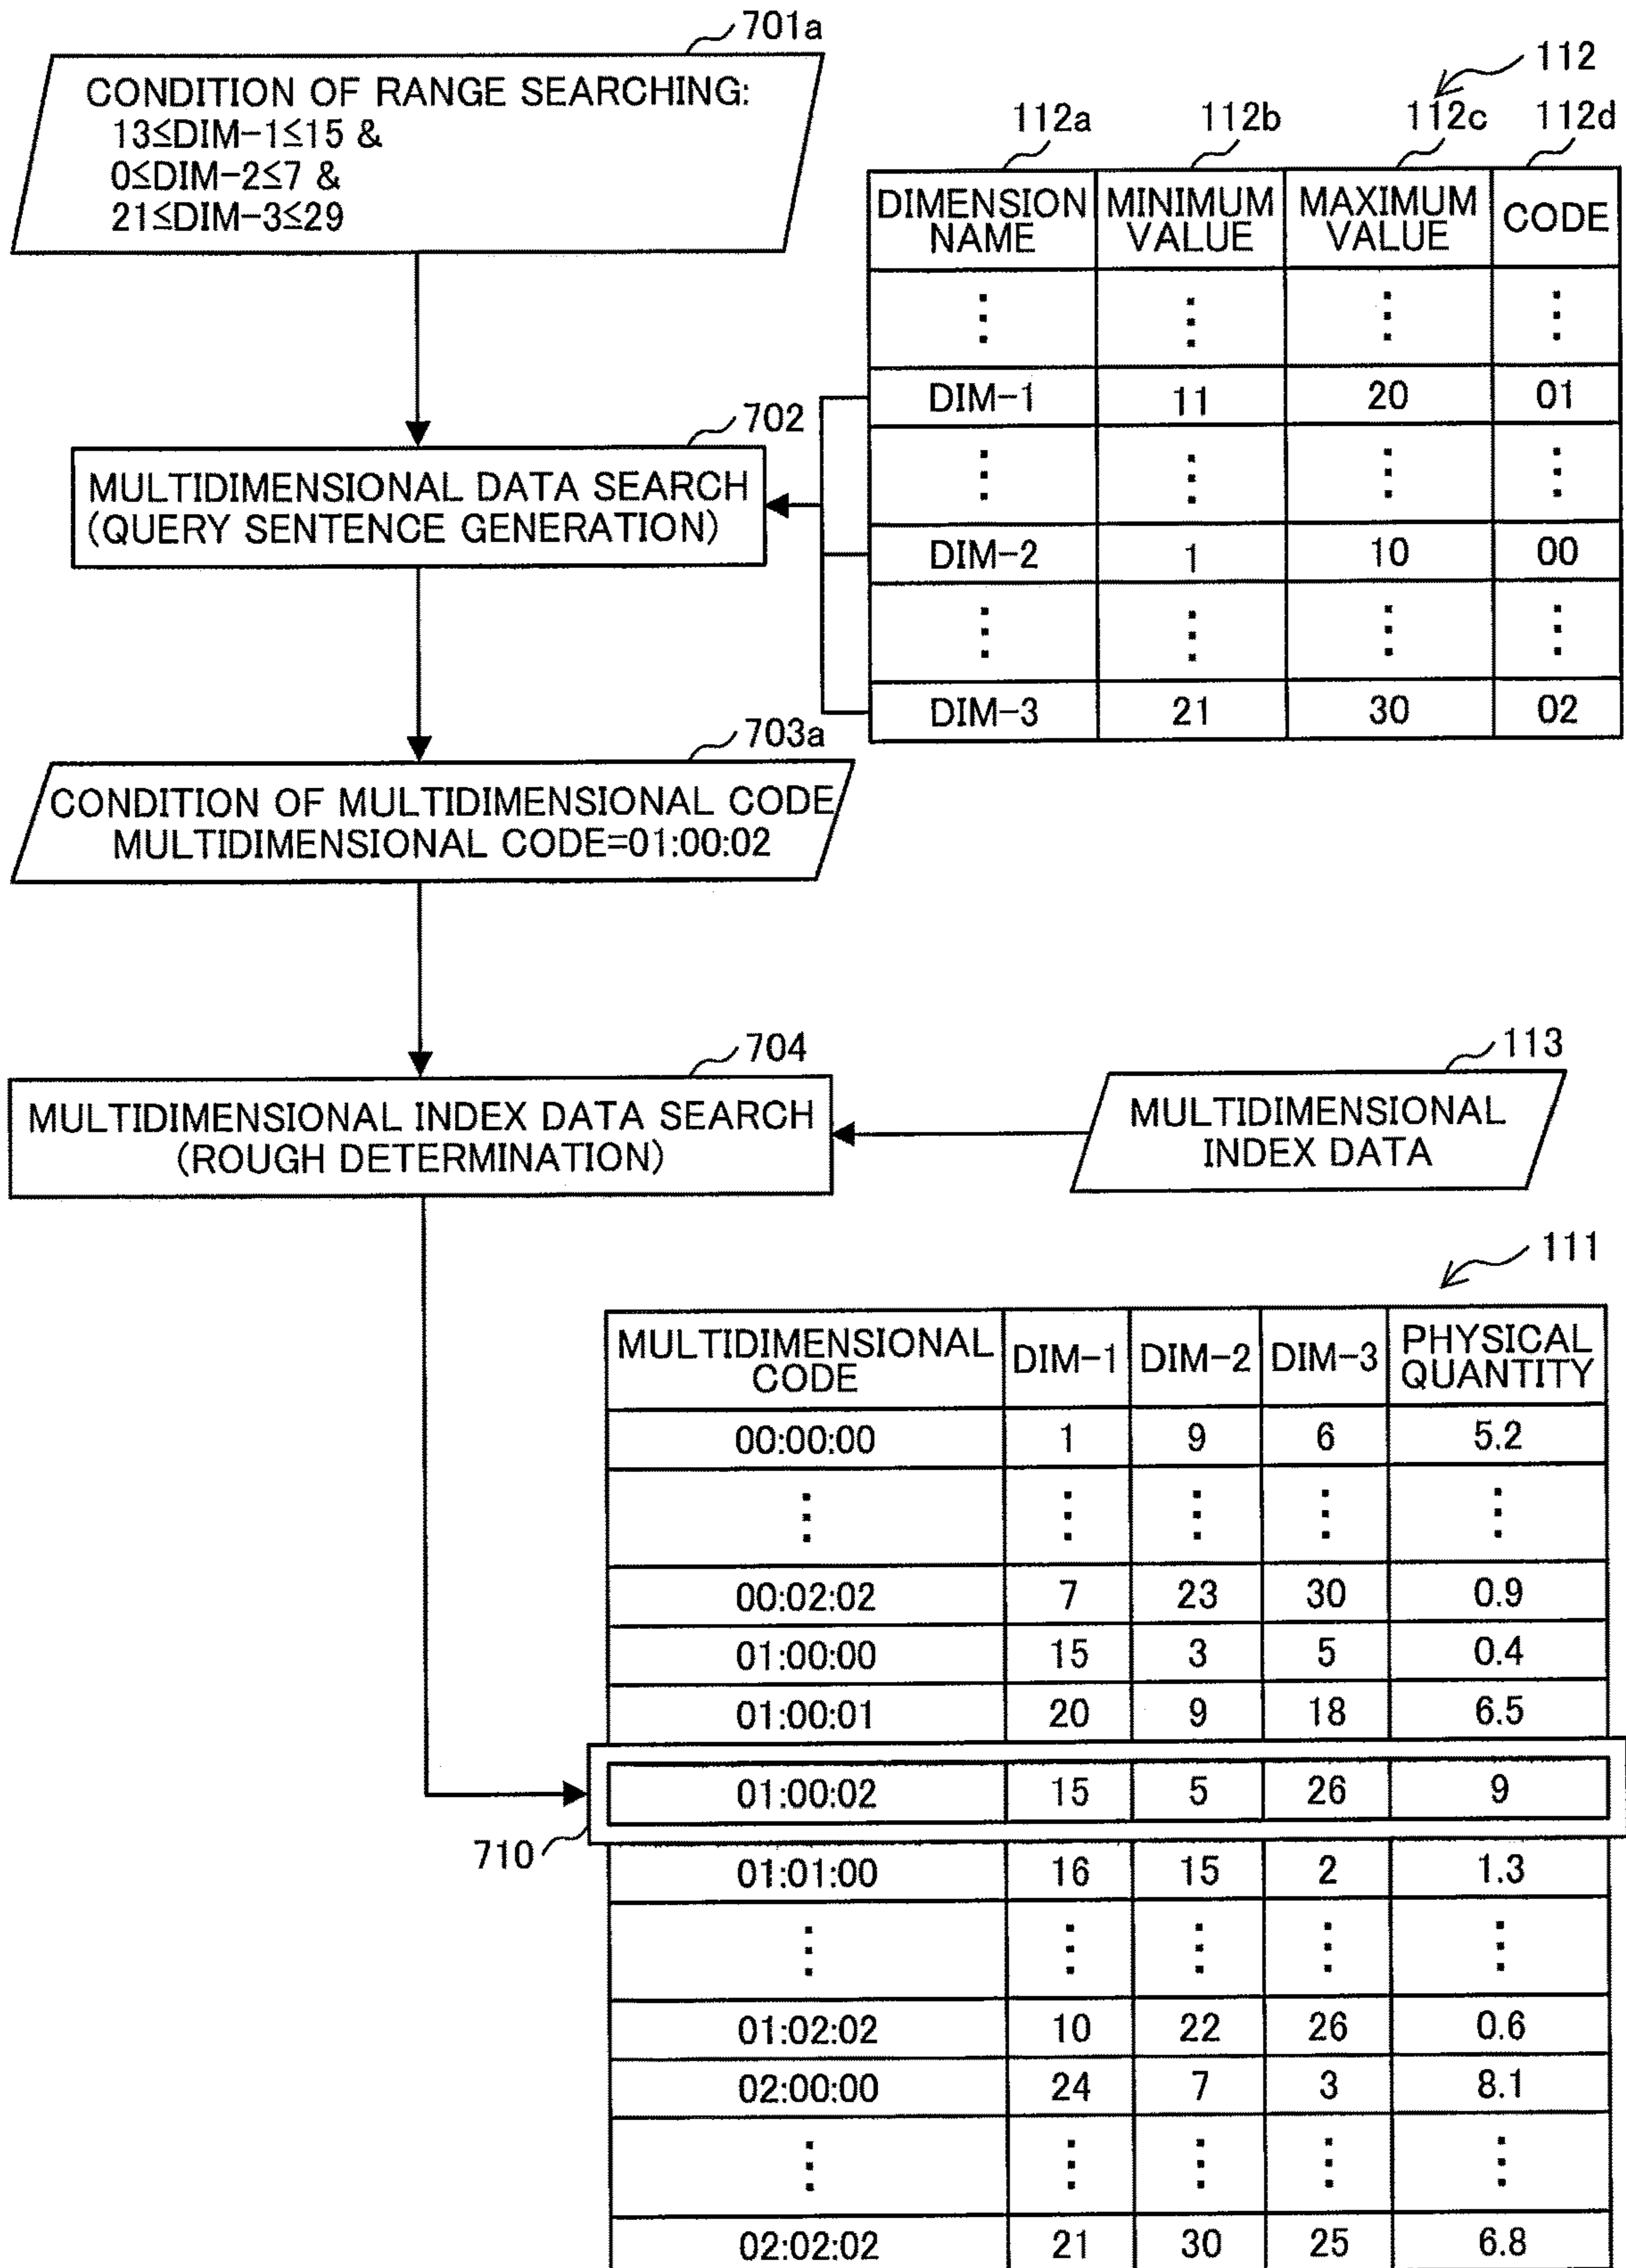 701a
CONDITION OF RANGE SEARCHING:
13≤DIM-1≤15 &
0≤DIM-2≤7 &
21≤DIM-3≤29
112
112a 112b 112c 112d
DIMENSION NAME MINIMUM VALUE MAXIMUM VALUE CODE
⋮ ⋮ ⋮ ⋮
DIM-1 11 20 01
⋮ ⋮ ⋮ ⋮
DIM-2 1 10 00
⋮ ⋮ ⋮ ⋮
DIM-3 21 30 02
702
MULTIDIMENSIONAL DATA SEARCH
(QUERY SENTENCE GENERATION)
703a
CONDITION OF MULTIDIMENSIONAL CODE
MULTIDIMENSIONAL CODE=01:00:02
704
MULTIDIMENSIONAL INDEX DATA SEARCH
(ROUGH DETERMINATION)
113
MULTIDIMENSIONAL
INDEX DATA
111
MULTIDIMENSIONAL CODE DIM-1 DIM-2 DIM-3 PHYSICAL QUANTITY
00:00:00 1 9 6 5.2
⋮ ⋮ ⋮ ⋮ ⋮
00:02:02 7 23 30 0.9
01:00:00 15 3 5 0.4
01:00:01 20 9 18 6.5
01:00:02 15 5 26 9
710
01:01:00 16 15 2 1.3
⋮ ⋮ ⋮ ⋮ ⋮
01:02:02 10 22 26 0.6
02:00:00 24 7 3 8.1
⋮ ⋮ ⋮ ⋮ ⋮
02:02:02 21 30 25 6.8